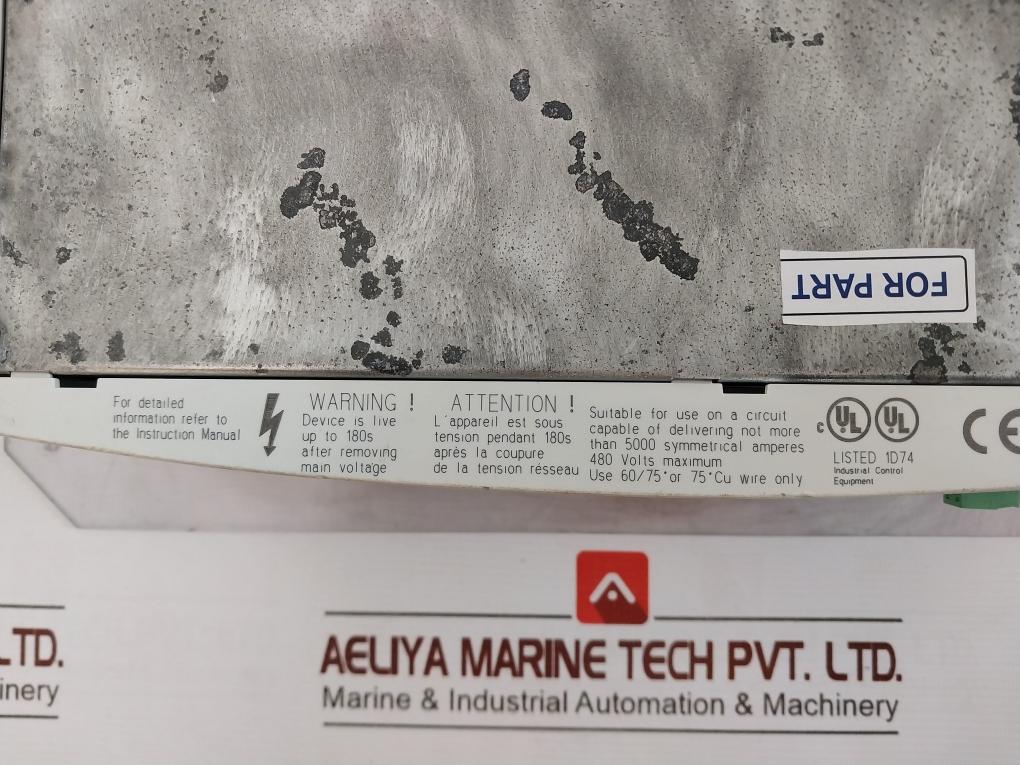 FOR PART
For detailed
information refer to
the Instruction Manual
WARNING !
Device is live
up to 180s
after removing
main voltage
ATTENTION !
L'appareil est sous
tension pendant 180s
après la coupure
de la tension résseau
Suitable for use on a circuit
capable of delivering not more
than 5000 symmetrical amperes
480 Volts maximum
Use 60/75°or 75°Cu wire only
c UL UL
LISTED 1D74
Industrial Control
Equipment
CE
LTD.
inery
AELIYA MARINE TECH PVT. LTD.
Marine & Industrial Automation & Machinery